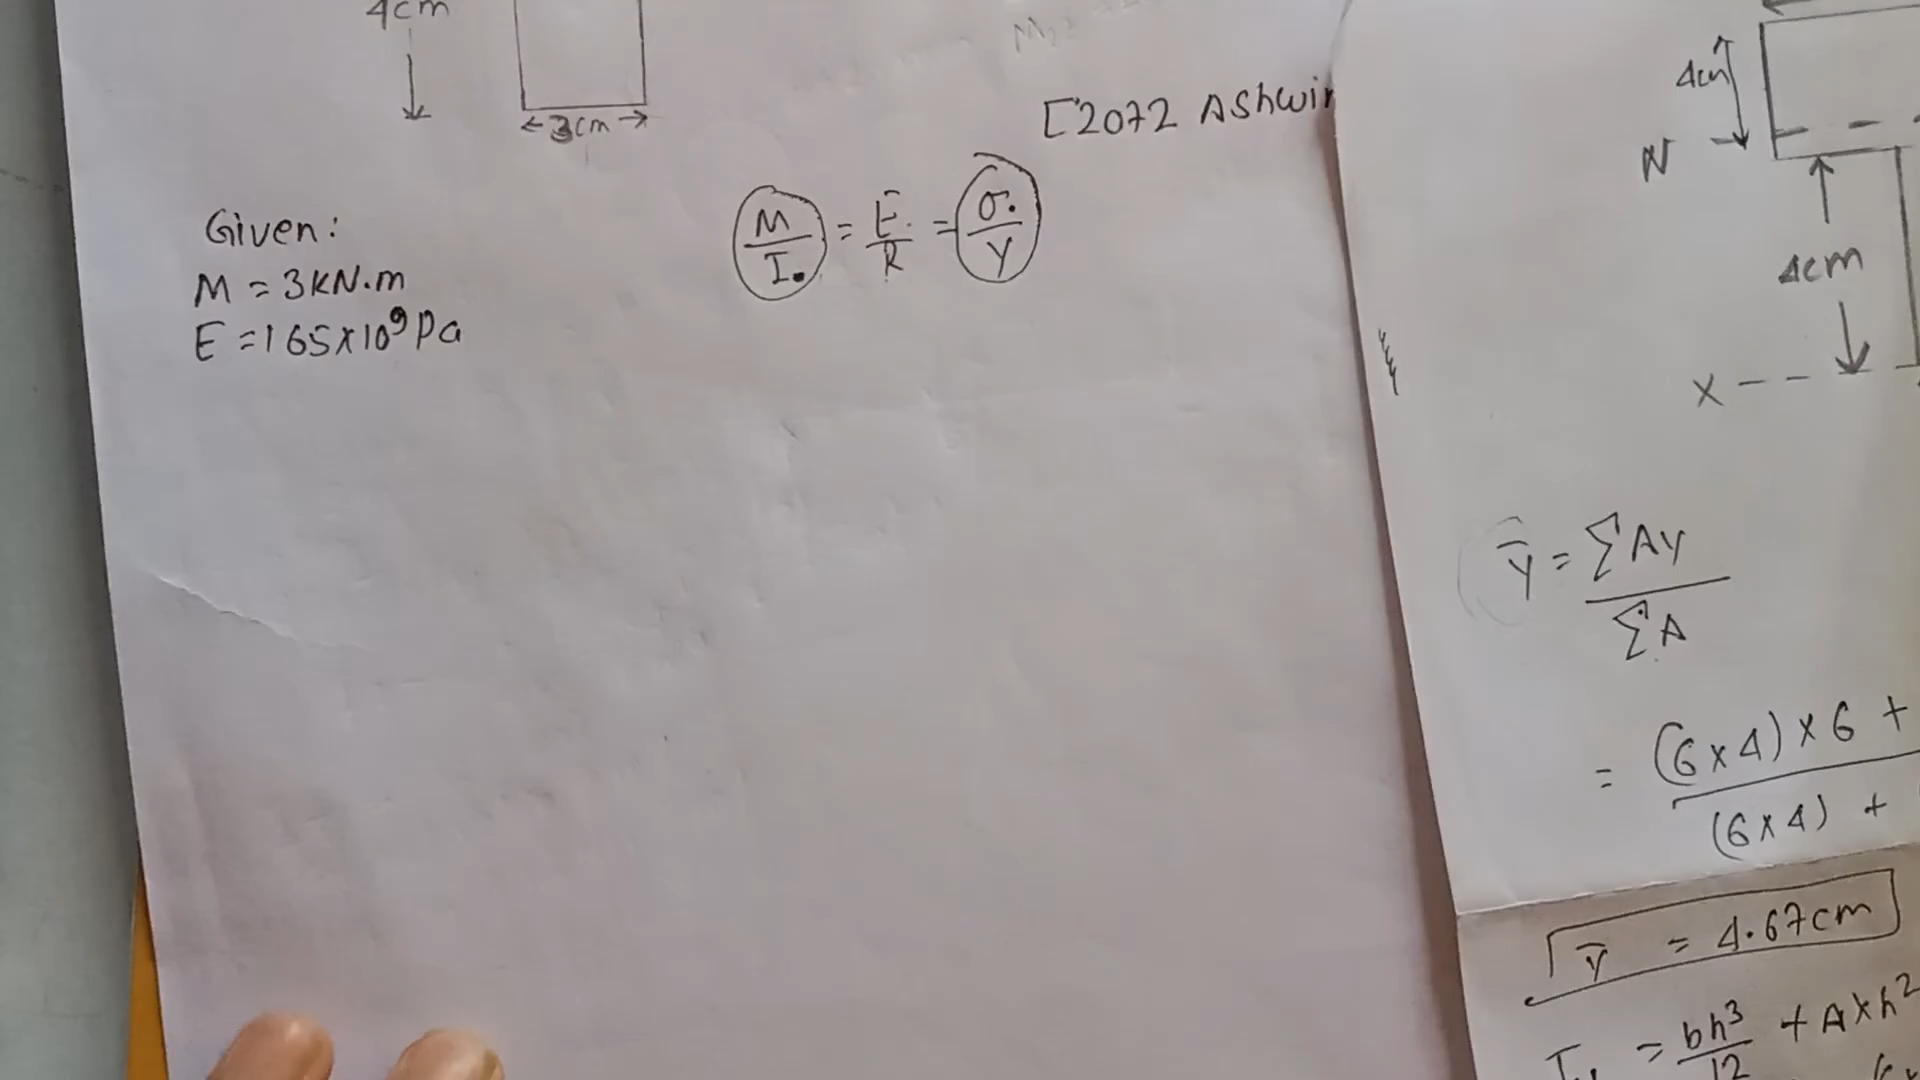 4cm
3cm
[2072 Ashwin
Given:
M = 3KN.m
E = 165×10⁹ Pa
M/I = E/R = σ/Y
4cm
N
4cm
X
ȳ = ΣAy / ΣA
= (6×4)×6 + / (6×4) +
ȳ = 4.67cm
= bh³/12 + A×h²